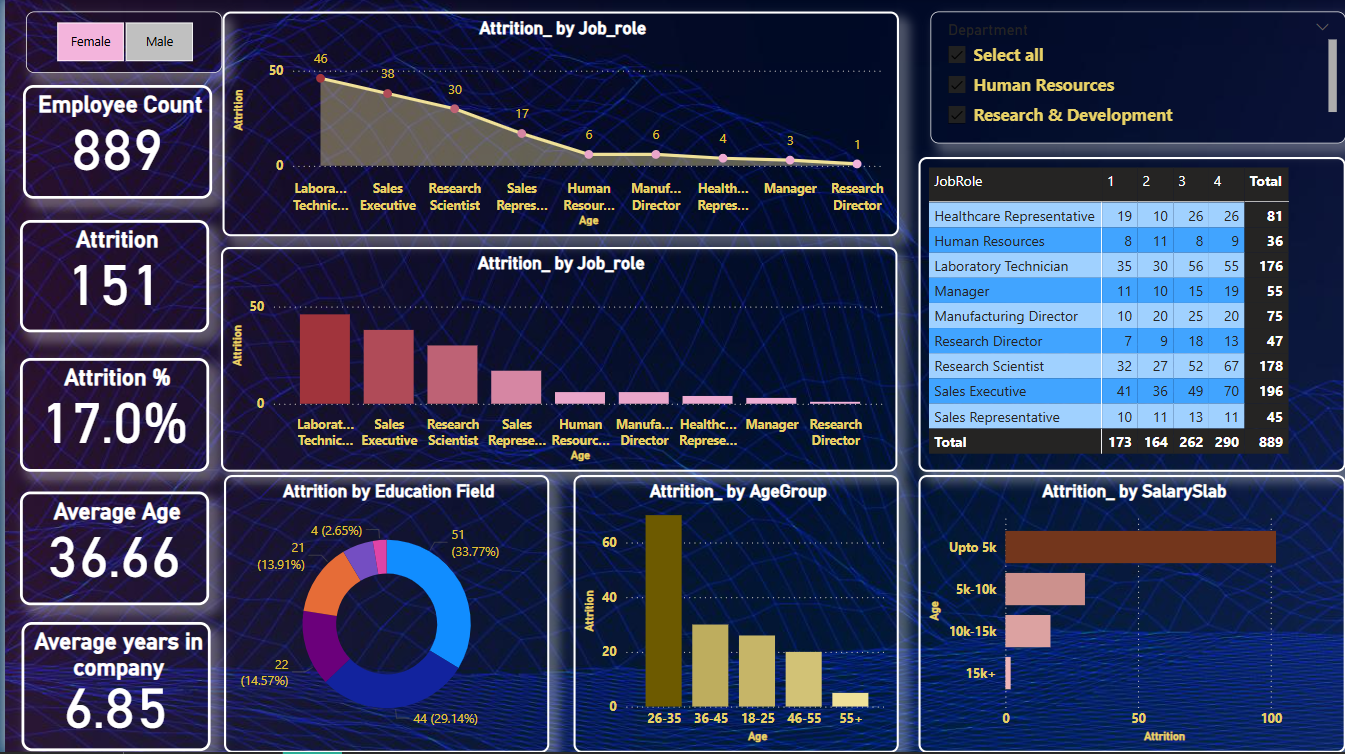 Female Male
Employee Count
889
Attrition
151
Attrition %
17.0%
Average Age
36.66
Average years in
company
6.85
Attrition_ by Job_role
Attrition
50
0
46 38 30 17 6 6 4 3 1
Labora... Sales Research Sales Human Manuf... Health... Manager Research
Technic... Executive Scientist Repres... Resour... Director Repres... Director
Age
Attrition_ by Job_role
Attrition
50
0
Laborat... Sales Research Sales Human Manufa... Healthc... Manager Research
Technic... Executive Scientist Represe... Resourc... Director Represe... Director
Age
Attrition by Education Field
4 (2.65%)
51
(33.77%)
21
(13.91%)
22
(14.57%)
44 (29.14%)
Attrition_ by AgeGroup
Attrition
60
40
20
0
26-35 36-45 18-25 46-55 55+
Age
Department
Select all
Human Resources
Research & Development
JobRole 1 2 3 4 Total
Healthcare Representative 19 10 26 26 81
Human Resources 8 11 8 9 36
Laboratory Technician 35 30 56 55 176
Manager 11 10 15 19 55
Manufacturing Director 10 20 25 20 75
Research Director 7 9 18 13 47
Research Scientist 32 27 52 67 178
Sales Executive 41 36 49 70 196
Sales Representative 10 11 13 11 45
Total 173 164 262 290 889
Attrition_ by SalarySlab
Age
Upto 5k
5k-10k
10k-15k
15k+
0 50 100
Attrition